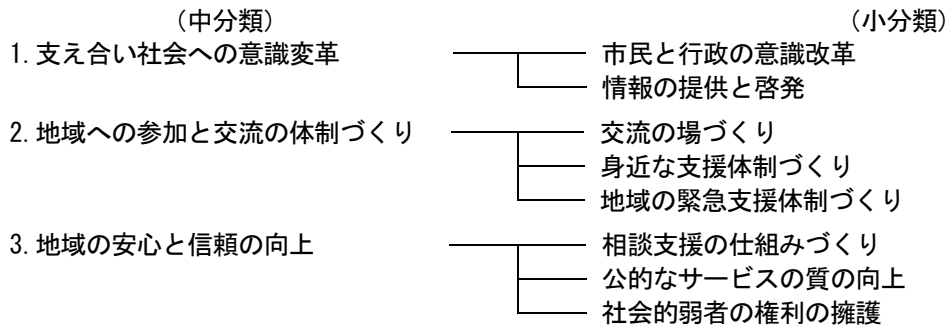 （中分類） （小分類）
1. 支え合い社会への意識変革 市民と行政の意識改革
情報の提供と啓発
2. 地域への参加と交流の体制づくり 交流の場づくり
身近な支援体制づくり
地域の緊急支援体制づくり
3. 地域の安心と信頼の向上 相談支援の仕組みづくり
公的なサービスの質の向上
社会的弱者の権利の擁護